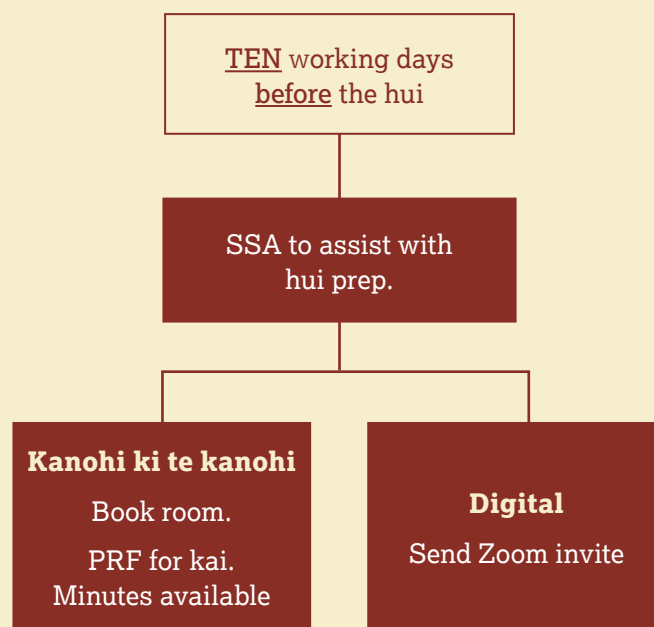 TEN working days
before the hui
SSA to assist with
hui prep.
Kanohi ki te kanohi
Book room.
PRF for kai.
Minutes available
Digital
Send Zoom invite